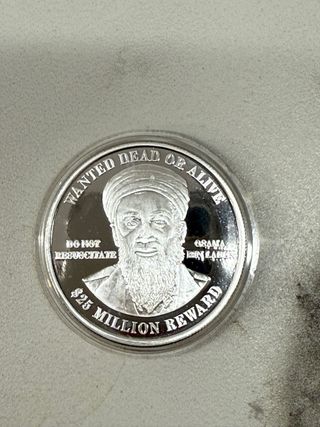 WANTED DEAD OR ALIVE
DO NOT
RESUSCITATE
OSAMA
BIN LADEN
$25 MILLION REWARD